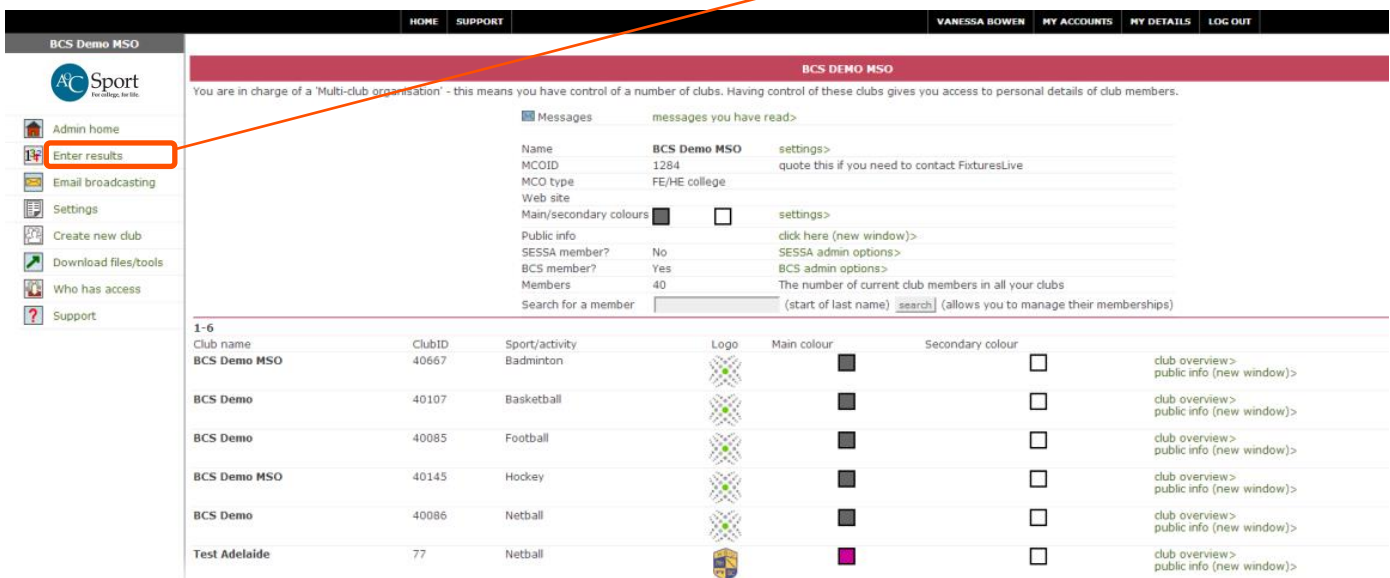 HOME SUPPORT VANESSA BOWEN MY ACCOUNTS MY DETAILS LOG OUT
BCS Demo MSO
AoC Sport
For college, for life.
Admin home
Enter results
Email broadcasting
Settings
Create new club
Download files/tools
Who has access
Support
BCS DEMO MSO
You are in charge of a 'Multi-club organisation' - this means you have control of a number of clubs. Having control of these clubs gives you access to personal details of club members.
Messages messages you have read>
Name BCS Demo MSO settings>
MCOID 1284 quote this if you need to contact FixturesLive
MCO type FE/HE college
Web site
Main/secondary colours settings>
Public info click here (new window)>
SESSA member? No SESSA admin options>
BCS member? Yes BCS admin options>
Members 40 The number of current club members in all your clubs
Search for a member (start of last name) search (allows you to manage their memberships)
1-6
Club name ClubID Sport/activity Logo Main colour Secondary colour
BCS Demo MSO 40667 Badminton club overview>
public info (new window)>
BCS Demo 40107 Basketball club overview>
public info (new window)>
BCS Demo 40085 Football club overview>
public info (new window)>
BCS Demo MSO 40145 Hockey club overview>
public info (new window)>
BCS Demo 40086 Netball club overview>
public info (new window)>
Test Adelaide 77 Netball club overview>
public info (new window)>